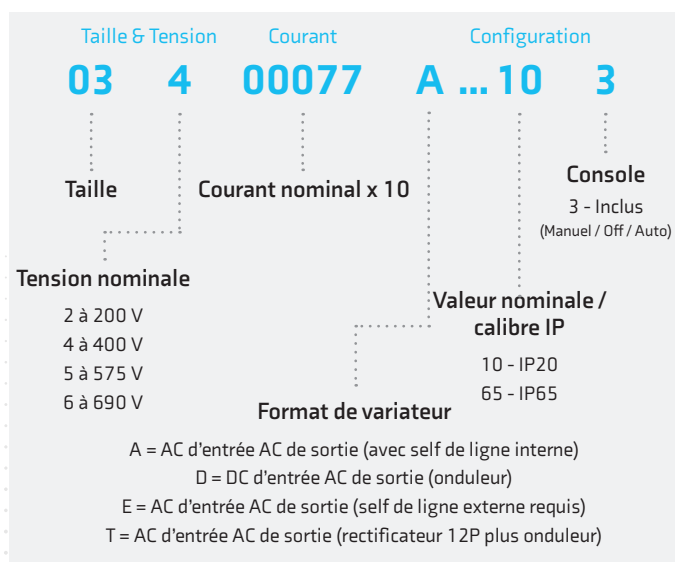 Taille & Tension Courant Configuration
03 4 00077 A ... 10 3
Taille
Courant nominal x 10
Console
3 - Inclus
(Manuel / Off / Auto)
Tension nominale
2 à 200 V
4 à 400 V
5 à 575 V
6 à 690 V
Valeur nominale /
calibre IP
10 - IP20
65 - IP65
Format de variateur
A = AC d'entrée AC de sortie (avec self de ligne interne)
D = DC d'entrée AC de sortie (onduleur)
E = AC d'entrée AC de sortie (self de ligne externe requis)
T = AC d'entrée AC de sortie (rectificateur 12P plus onduleur)